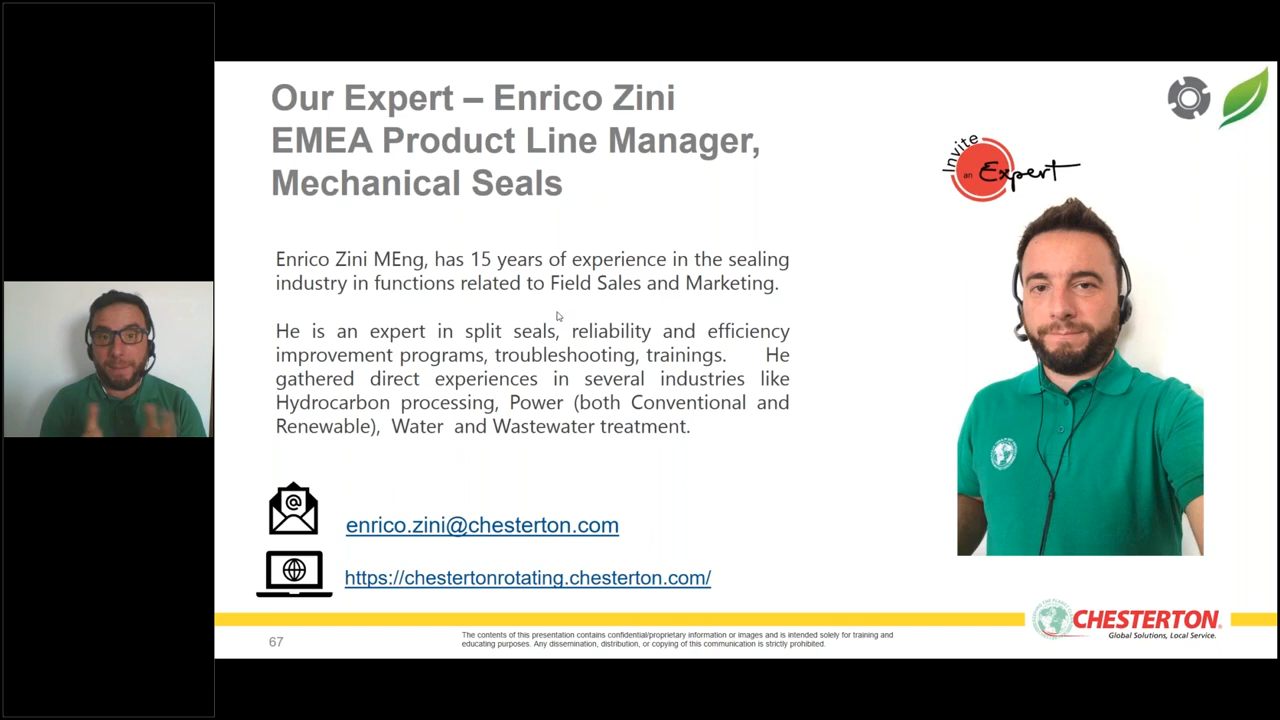 Our Expert – Enrico Zini
EMEA Product Line Manager,
Mechanical Seals
Invite
an Expert
Enrico Zini MEng, has 15 years of experience in the sealing
industry in functions related to Field Sales and Marketing.
He is an expert in split seals, reliability and efficiency
improvement programs, troubleshooting, trainings. He
gathered direct experiences in several industries like
Hydrocarbon processing, Power (both Conventional and
Renewable), Water and Wastewater treatment.
@
enrico.zini@chesterton.com
https://chestertonrotating.chesterton.com/
67
The contents of this presentation contains confidential/proprietary information or images and is intended solely for training and
educating purposes. Any dissemination, distribution, or copying of this communication is strictly prohibited.
CHESTERTON®
Global Solutions, Local Service.